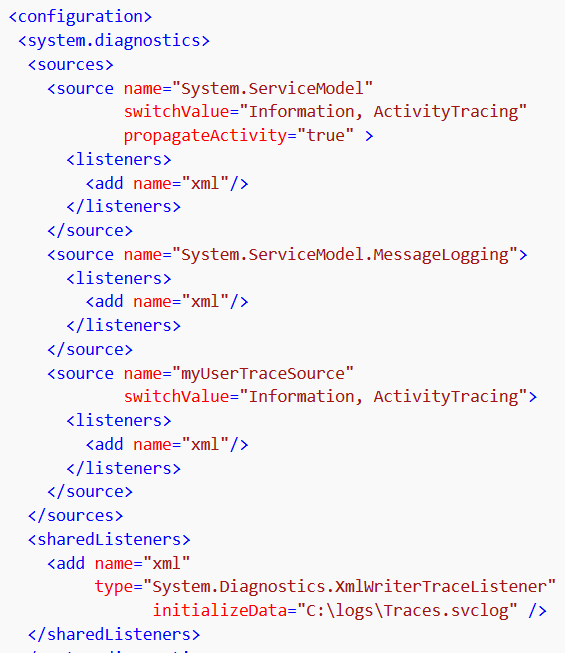 <configuration>
 <system.diagnostics>
  <sources>
    <source name="System.ServiceModel"
            switchValue="Information, ActivityTracing"
            propagateActivity="true" >
      <listeners>
        <add name="xml"/>
      </listeners>
    </source>
    <source name="System.ServiceModel.MessageLogging">
      <listeners>
        <add name="xml"/>
      </listeners>
    </source>
    <source name="myUserTraceSource"
            switchValue="Information, ActivityTracing">
      <listeners>
        <add name="xml"/>
      </listeners>
    </source>
  </sources>
  <sharedListeners>
    <add name="xml"
         type="System.Diagnostics.XmlWriterTraceListener"
               initializeData="C:\logs\Traces.svclog" />
  </sharedListeners>